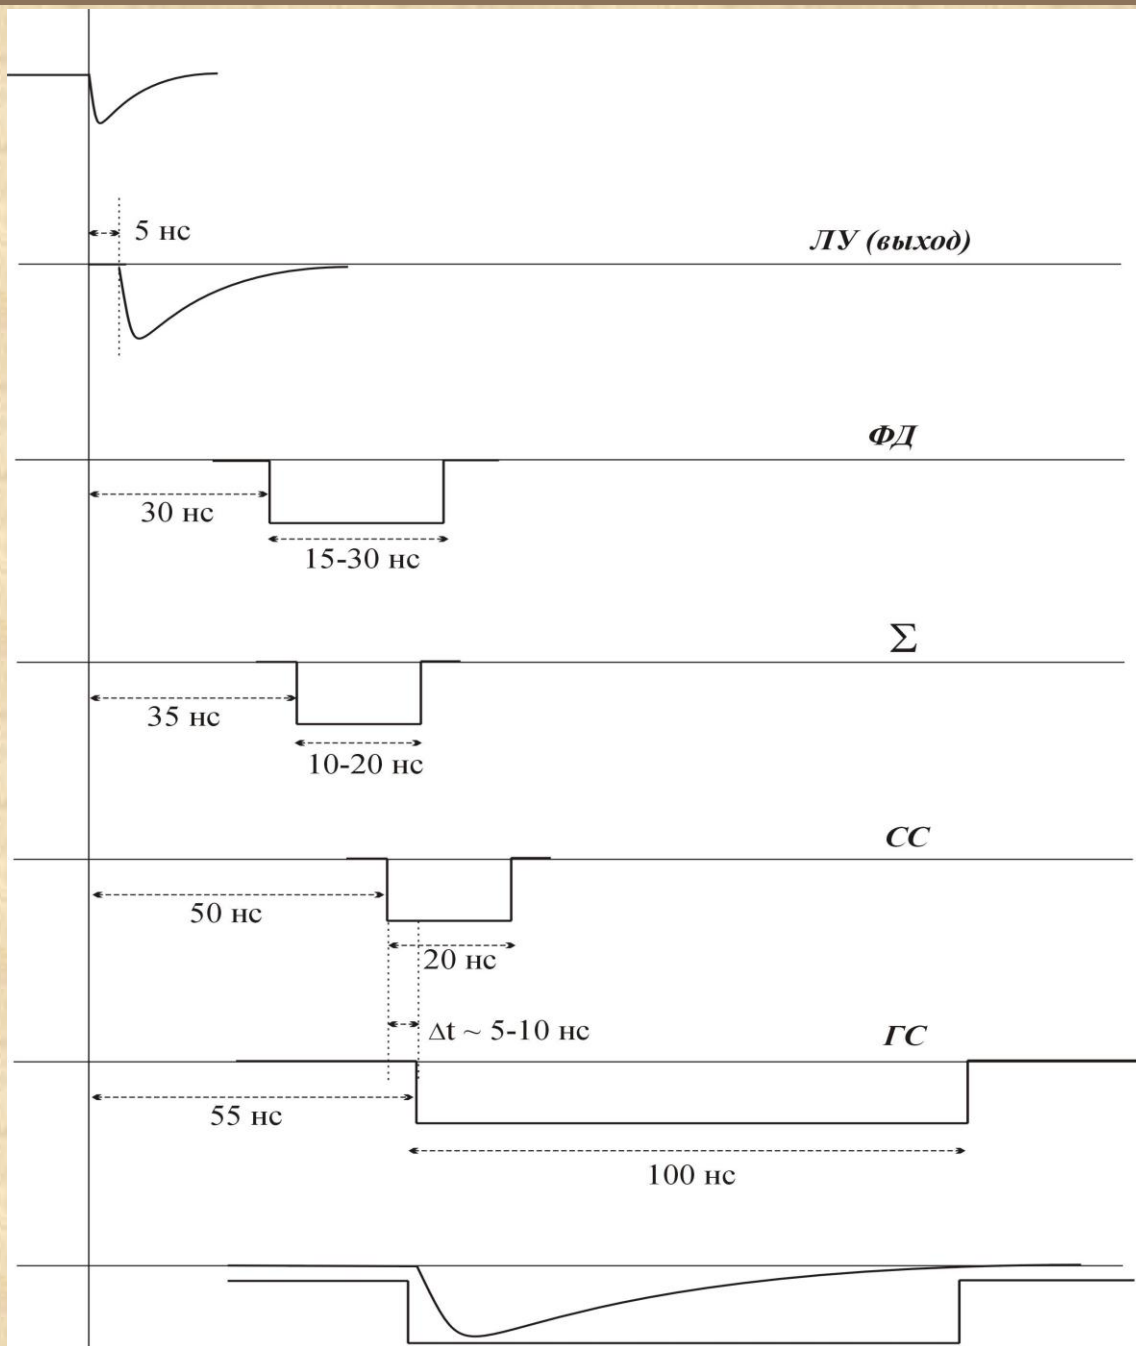 5 нс
ЛУ (выход)
ФД
30 нс
15-30 нс
Σ
35 нс
10-20 нс
СС
50 нс
20 нс
Δt ~ 5-10 нс
ГС
55 нс
100 нс